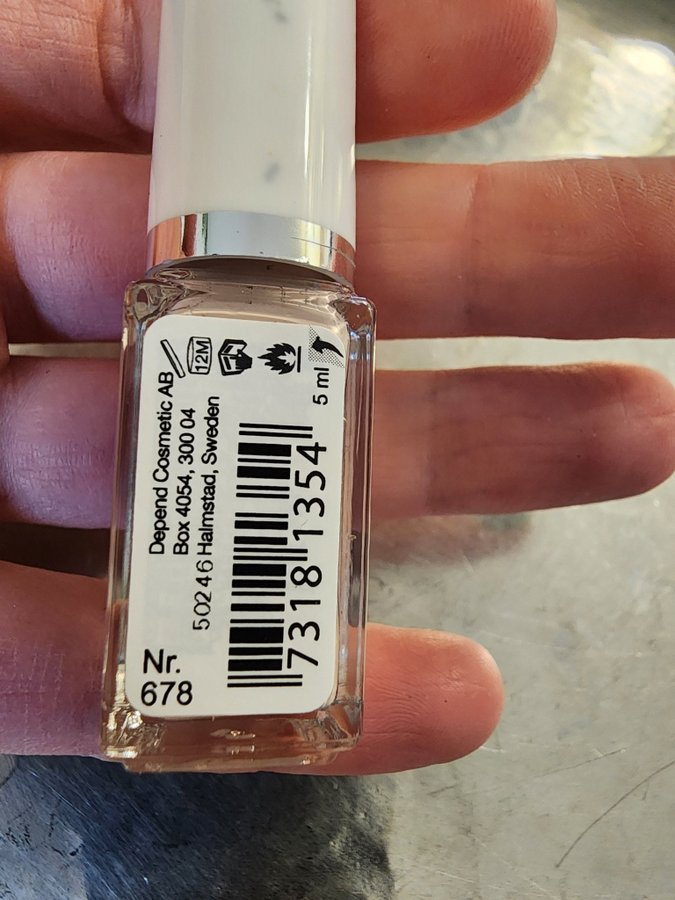 12M
5 ml
Depend Cosmetic AB
Box 4054, 300 04
50246 Halmstad, Sweden
7318 1354
Nr.
678